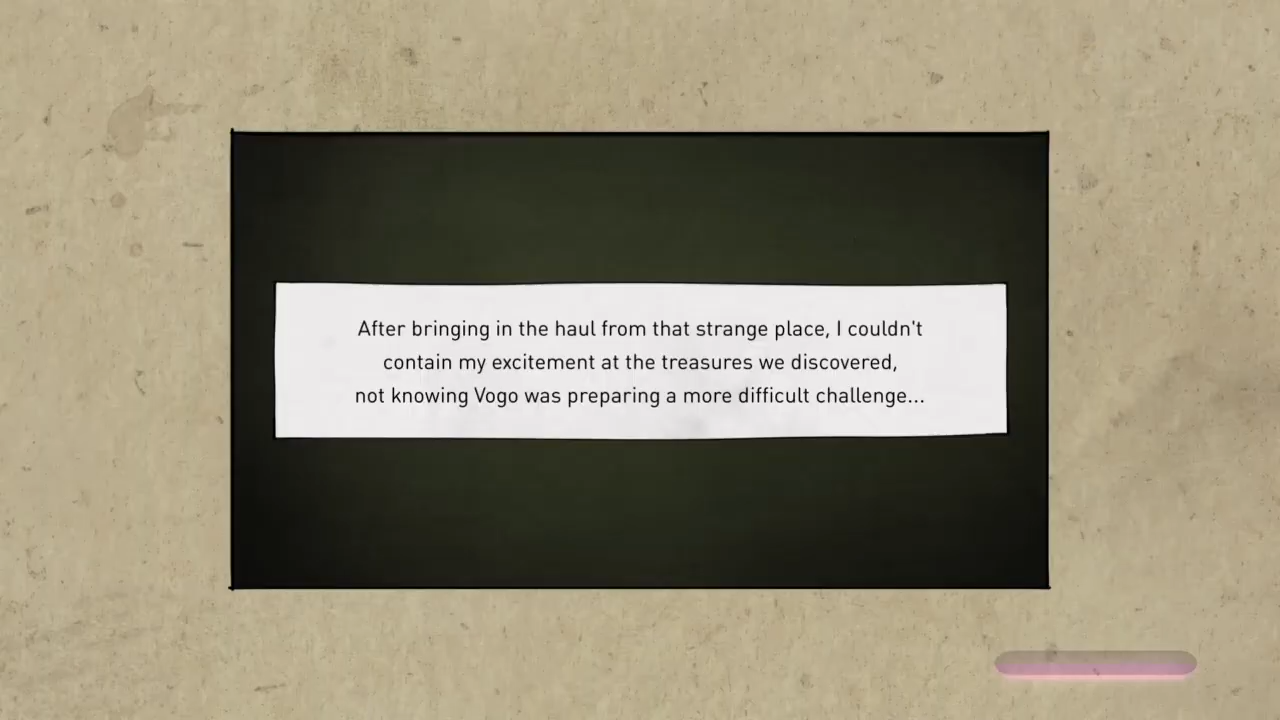 After bringing in the haul from that strange place, I couldn't
contain my excitement at the treasures we discovered,
not knowing Vogo was preparing a more difficult challenge...